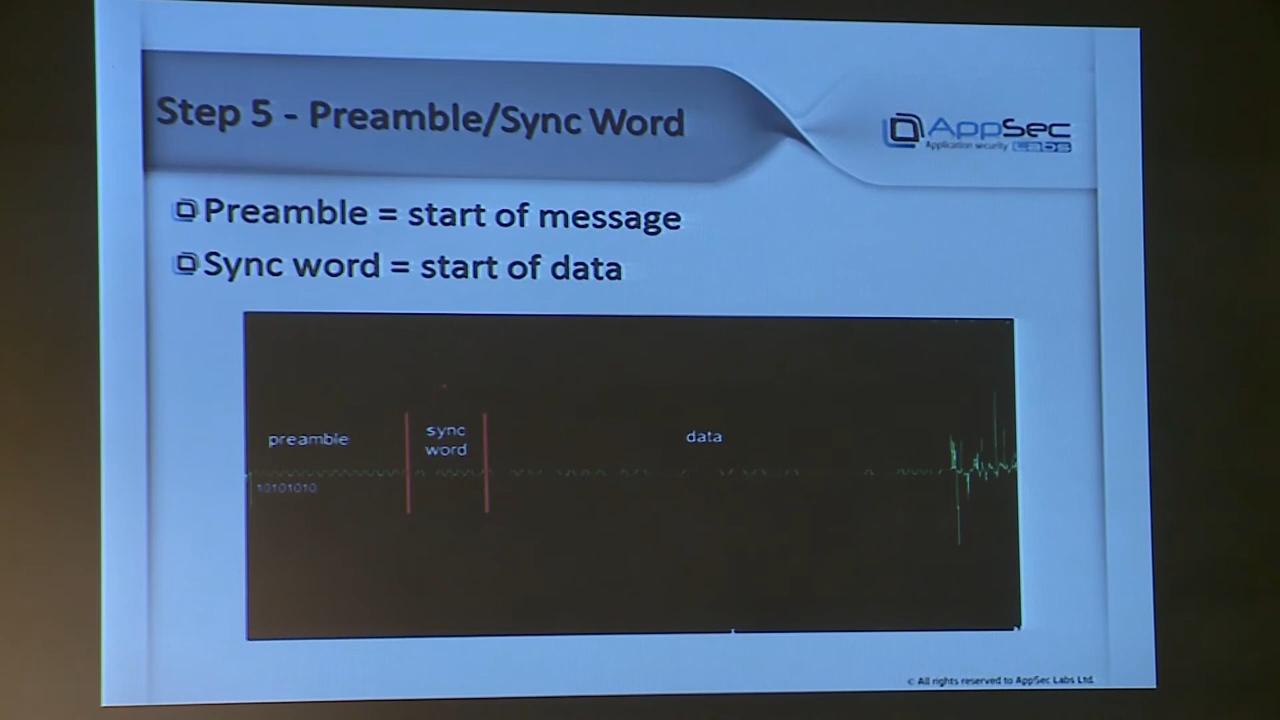 Step 5 - Preamble/Sync Word
AppSec
Application security Labs
Preamble = start of message
Sync word = start of data
preamble
sync
word
data
10101010
© All rights reserved to AppSec Labs Ltd.